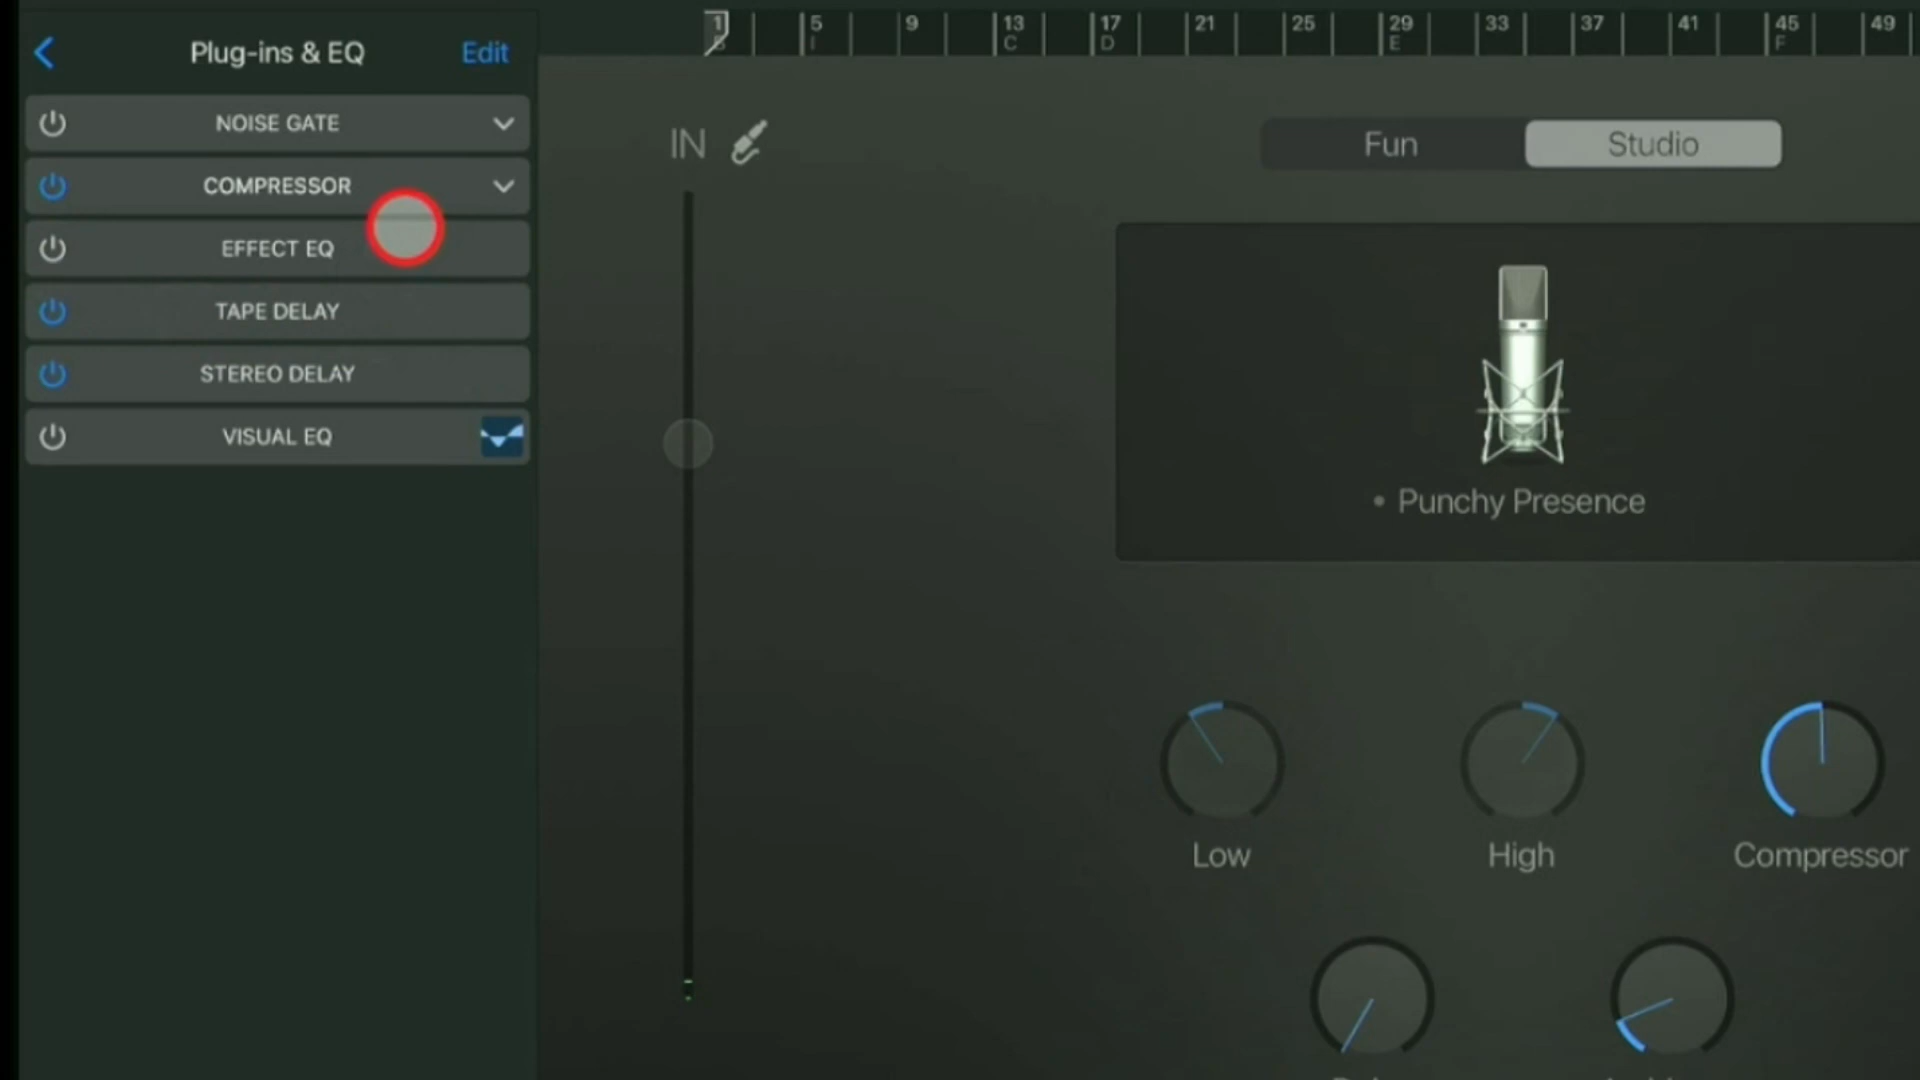 Plug-ins & EQ Edit
NOISE GATE
COMPRESSOR
EFFECT EQ
TAPE DELAY
STEREO DELAY
VISUAL EQ
1 5 9 13 17 21 25 29 33 37 41 45 49
B I C D E F
IN
Fun Studio
• Punchy Presence
Low High Compressor